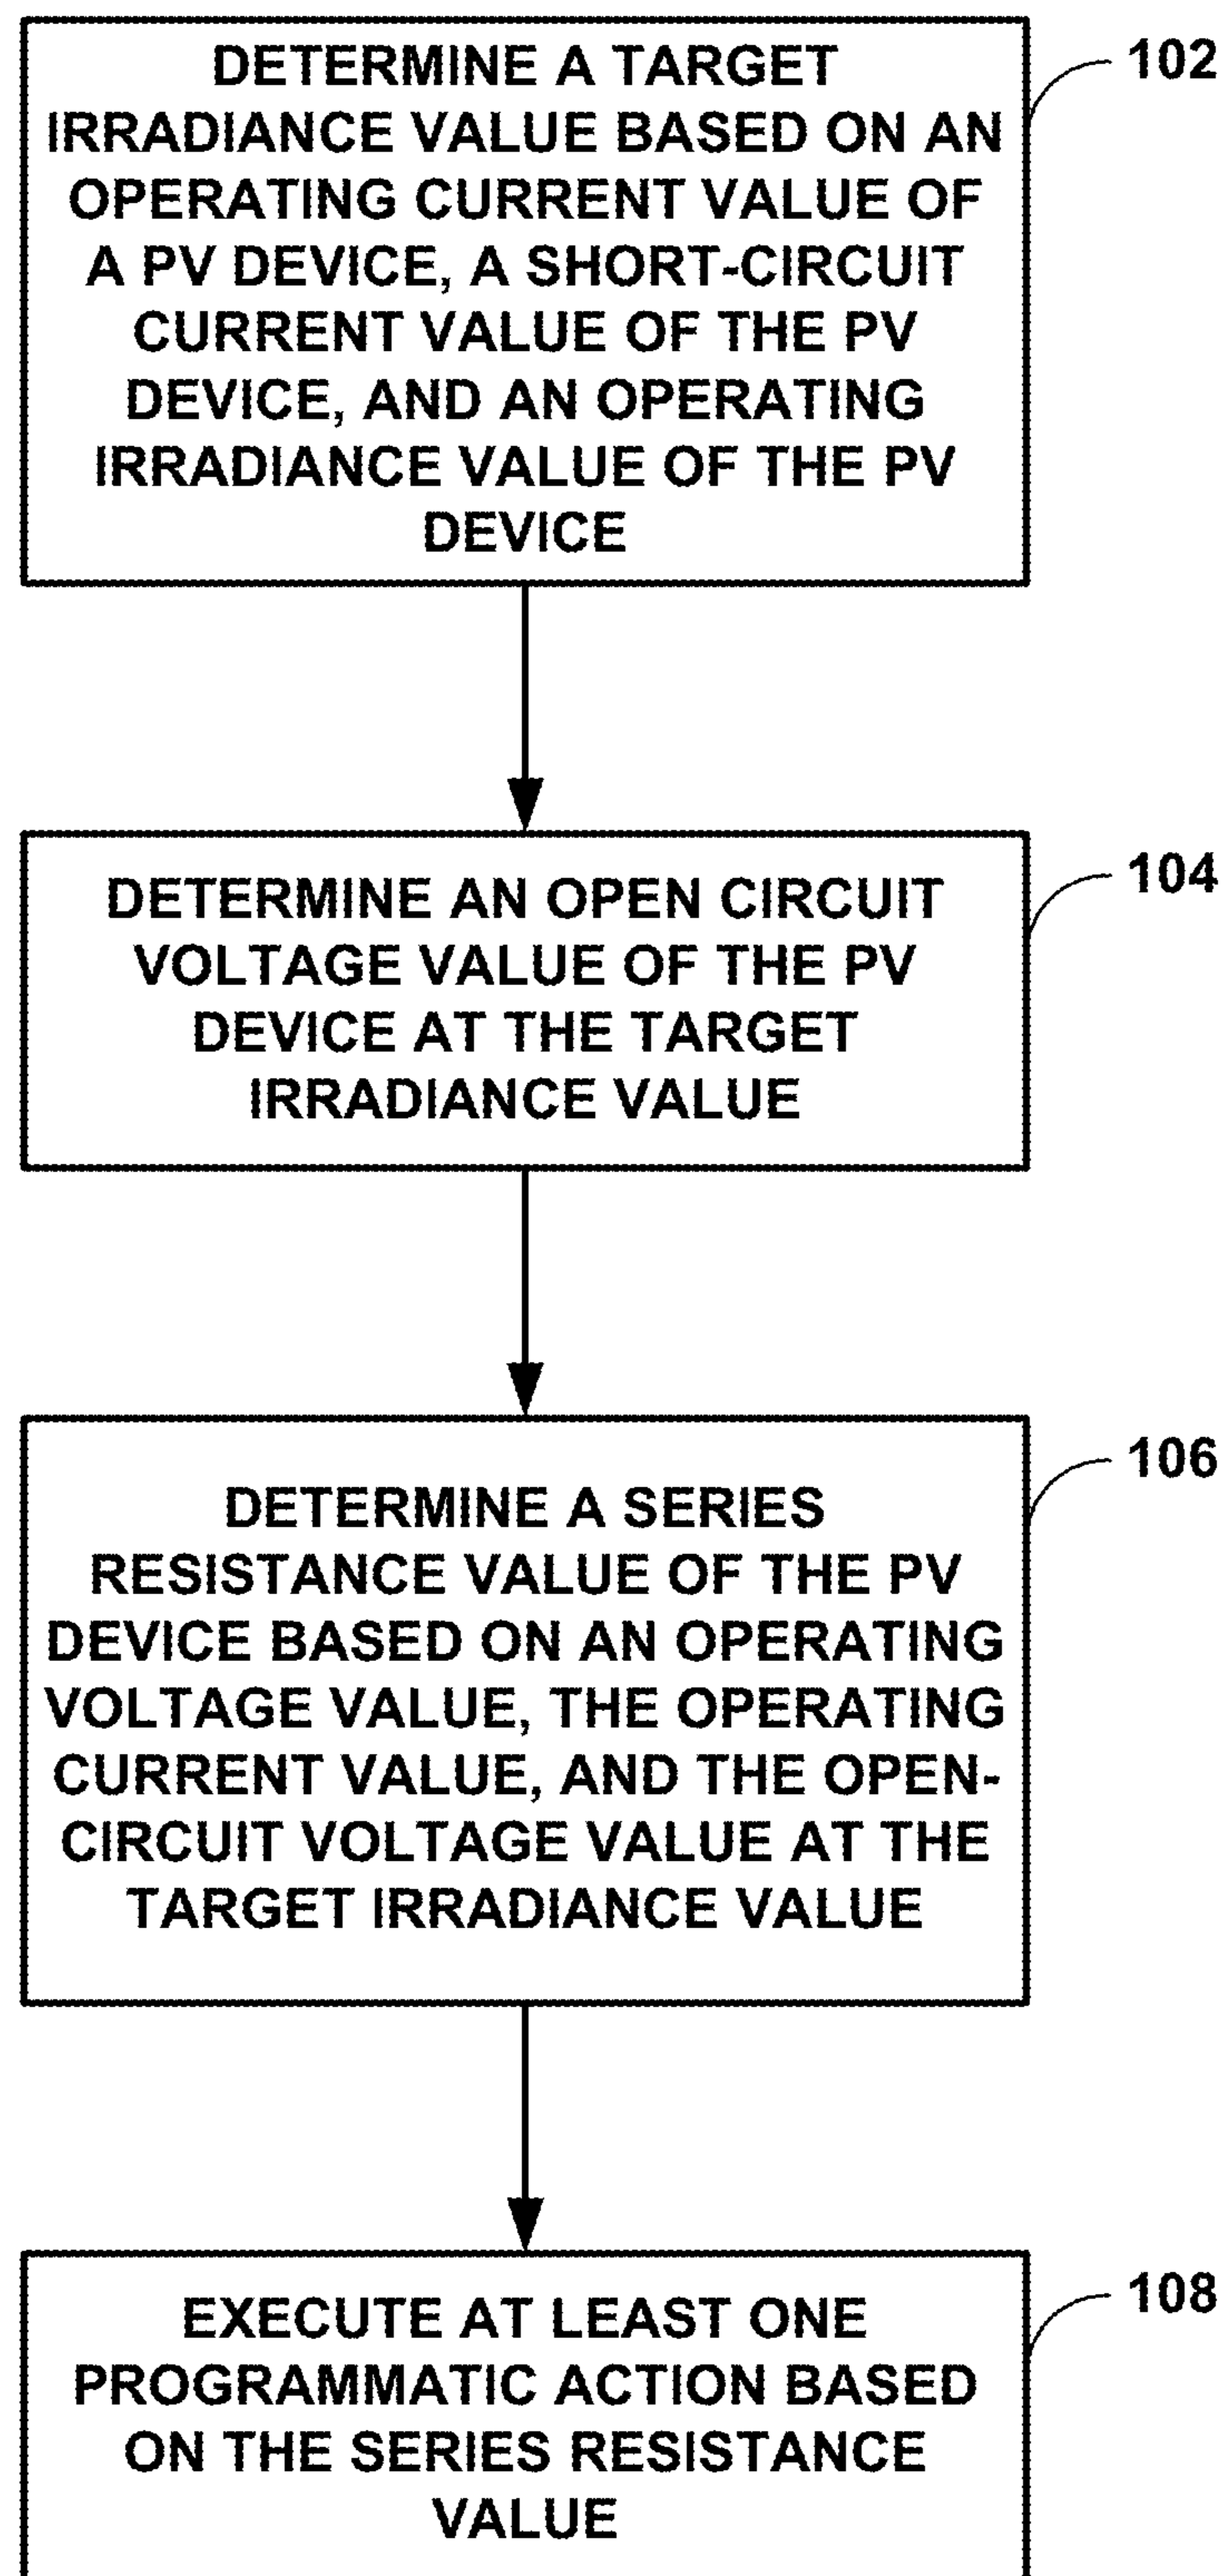 DETERMINE A TARGET
IRRADIANCE VALUE BASED ON AN
OPERATING CURRENT VALUE OF
A PV DEVICE, A SHORT-CIRCUIT
CURRENT VALUE OF THE PV
DEVICE, AND AN OPERATING
IRRADIANCE VALUE OF THE PV
DEVICE
102
DETERMINE AN OPEN CIRCUIT
VOLTAGE VALUE OF THE PV
DEVICE AT THE TARGET
IRRADIANCE VALUE
104
DETERMINE A SERIES
RESISTANCE VALUE OF THE PV
DEVICE BASED ON AN OPERATING
VOLTAGE VALUE, THE OPERATING
CURRENT VALUE, AND THE OPEN-
CIRCUIT VOLTAGE VALUE AT THE
TARGET IRRADIANCE VALUE
106
EXECUTE AT LEAST ONE
PROGRAMMATIC ACTION BASED
ON THE SERIES RESISTANCE
VALUE
108